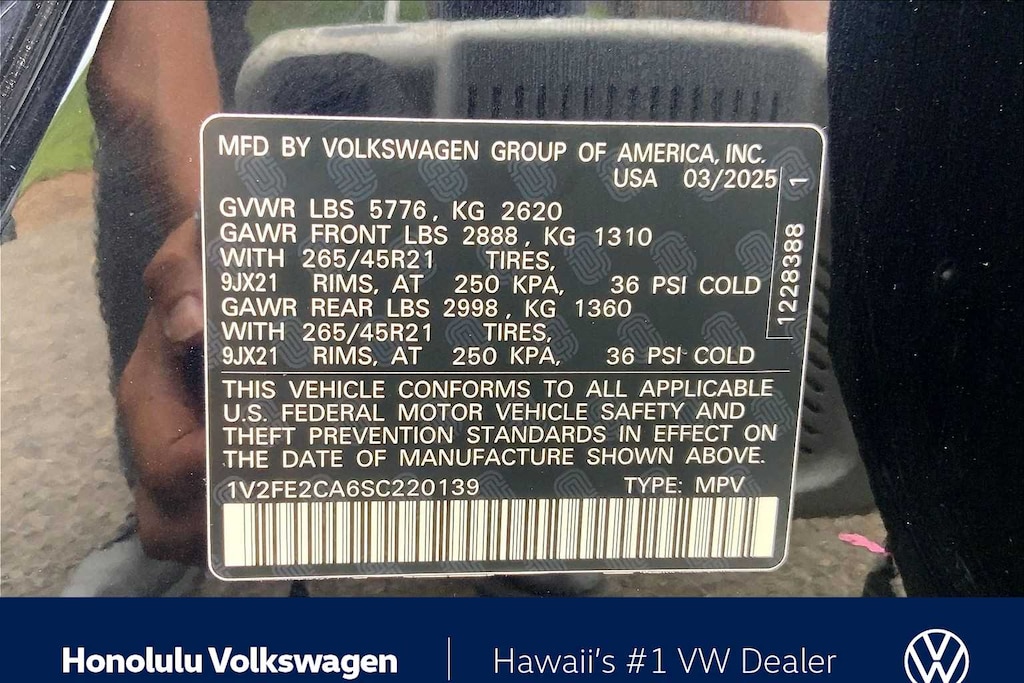 MFD BY VOLKSWAGEN GROUP OF AMERICA, INC.
USA 03/2025
GVWR LBS 5776, KG 2620
GAWR FRONT LBS 2888, KG 1310
WITH 265/45R21 TIRES,
9JX21 RIMS, AT 250 KPA, 36 PSI COLD
GAWR REAR LBS 2998, KG 1360
WITH 265/45R21 TIRES,
9JX21 RIMS, AT 250 KPA, 36 PSI COLD
1228388 1
THIS VEHICLE CONFORMS TO ALL APPLICABLE
U.S. FEDERAL MOTOR VEHICLE SAFETY AND
THEFT PREVENTION STANDARDS IN EFFECT ON
THE DATE OF MANUFACTURE SHOWN ABOVE.
1V2FE2CA6SC220139 TYPE: MPV
Honolulu Volkswagen | Hawaii's #1 VW Dealer